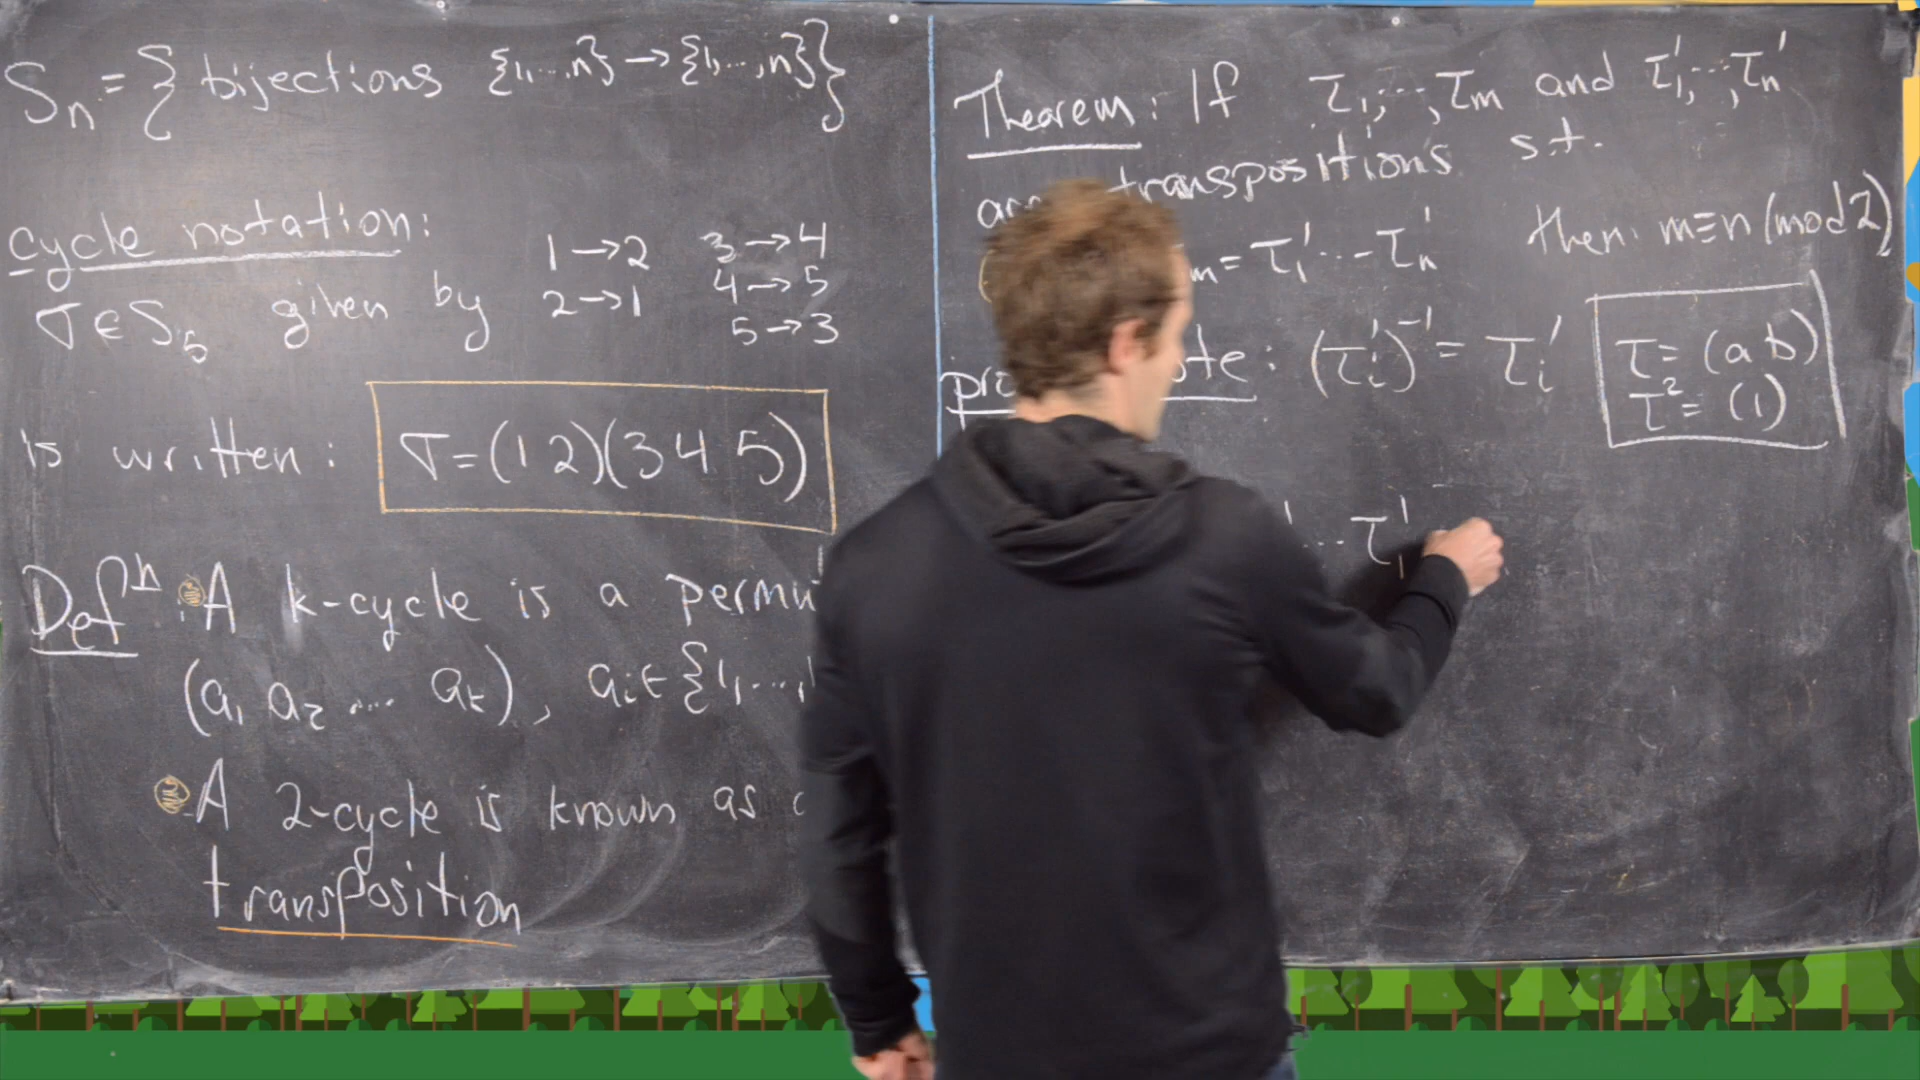 Sₙ = { bijections {1,...,n} → {1,...,n} }
cycle notation:
σ ∈ S₅ given by
1 → 2
2 → 1
3 → 4
4 → 5
5 → 3
is written: σ = (1 2)(3 4 5)
Defⁿ: A k-cycle is a
(a₁ a₂ ... aₖ), aᵢ ∈ {1,...,
A 2-cycle is known as
transposition
Theorem: If τ₁,...,τₘ and τ₁',...,τₙ'
transpositions s.t.
ₘ = τ₁' ... τₙ' then m ≡ n (mod 2)
(τᵢ')⁻¹ = τᵢ'
τ = (a b)
τ² = (1)
... τ₁'